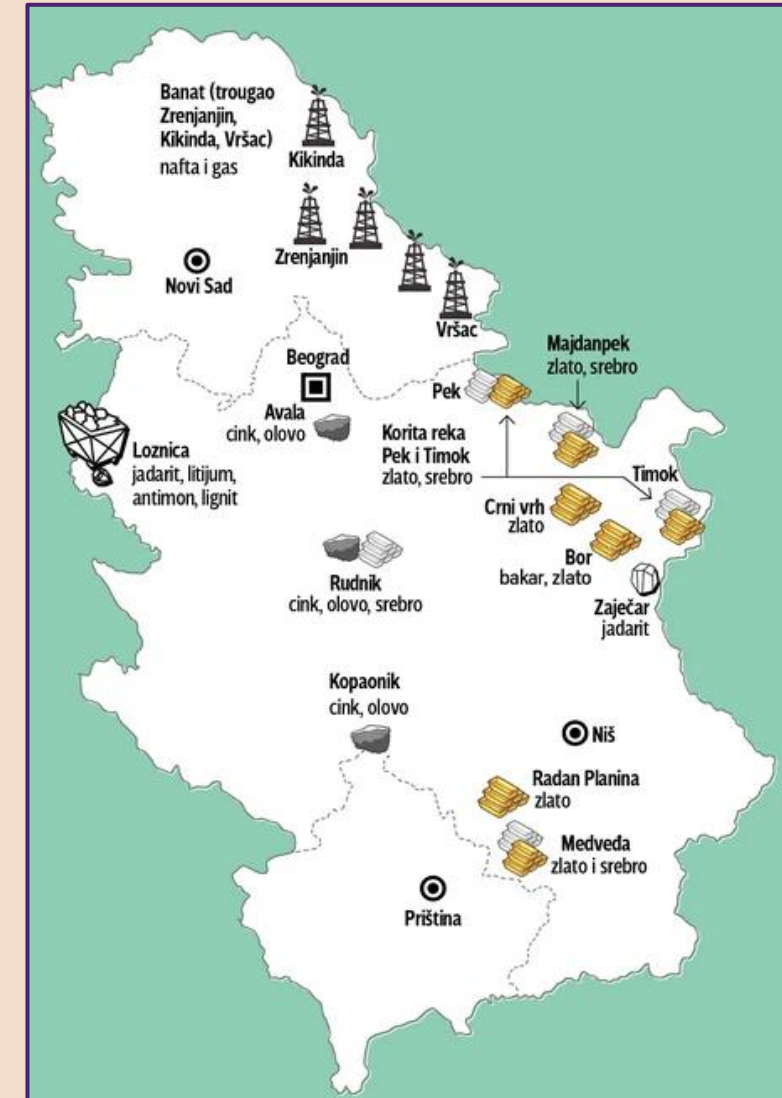 Banat (trougao
Zrenjanjin,
Kikinda, Vršac)
nafta i gas
Kikinda
Zrenjanjin
Novi Sad
Vršac
Beograd
Avala
cink, olovo
Pek
Majdanpek
zlato, srebro
Loznica
jadarit, litijum,
antimon, lignit
Korita reka
Pek i Timok
zlato, srebro
Timok
Crni vrh
zlato
Bor
bakar, zlato
Zaječar
jadarit
Rudnik
cink, olovo, srebro
Kopaonik
cink, olovo
Niš
Radan Planina
zlato
Medveđa
zlato i srebro
Priština